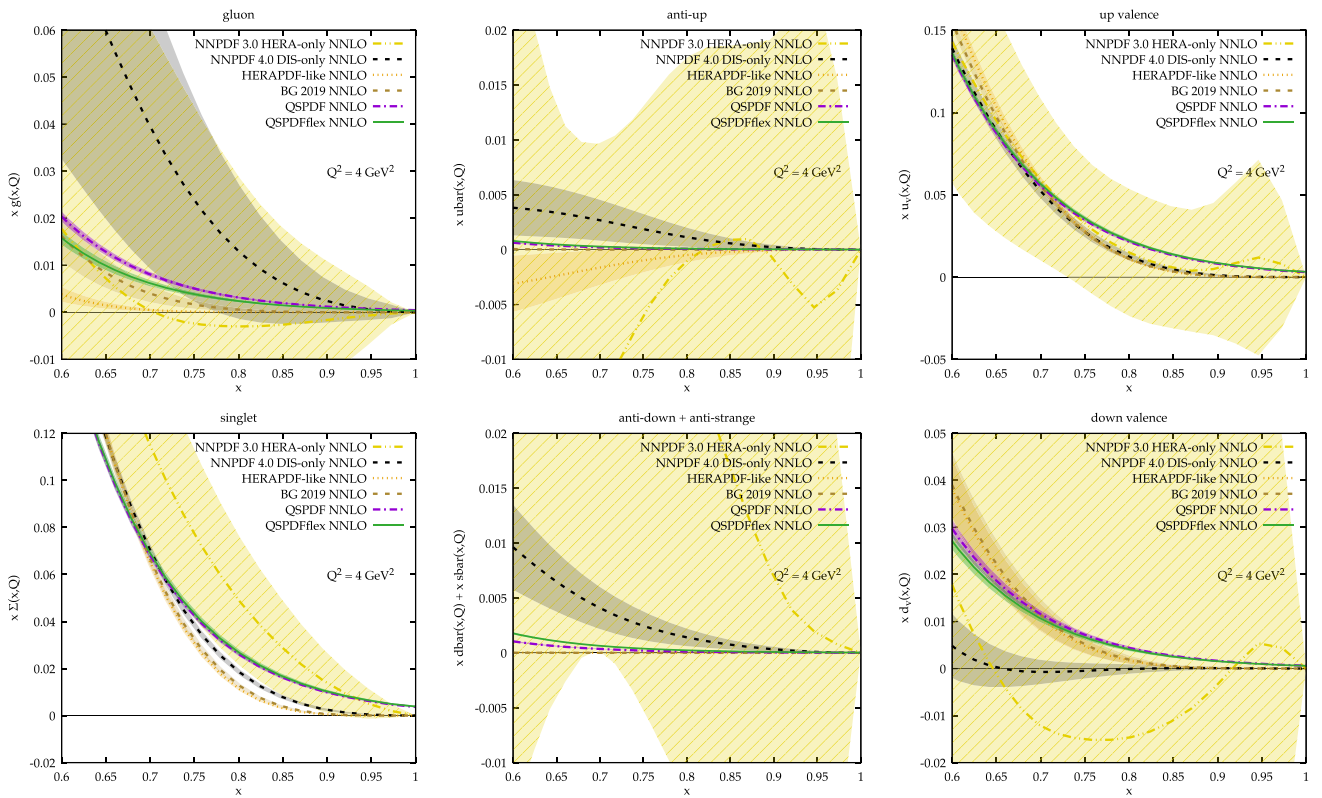 gluon
NNPDF 3.0 HERA-only NNLO
NNPDF 4.0 DIS-only NNLO
HERAPDF-like NNLO
BG 2019 NNLO
QSPDF NNLO
QSPDFflex NNLO
Q² = 4 GeV²
x g(x,Q)
0.06
0.05
0.04
0.03
0.02
0.01
0
-0.01
0.6 0.65 0.7 0.75 0.8 0.85 0.9 0.95 1
x
anti-up
NNPDF 3.0 HERA-only NNLO
NNPDF 4.0 DIS-only NNLO
HERAPDF-like NNLO
BG 2019 NNLO
QSPDF NNLO
QSPDFflex NNLO
Q² = 4 GeV²
x ubar(x,Q)
0.02
0.015
0.01
0.005
0
-0.005
-0.01
0.6 0.65 0.7 0.75 0.8 0.85 0.9 0.95 1
x
up valence
NNPDF 3.0 HERA-only NNLO
NNPDF 4.0 DIS-only NNLO
HERAPDF-like NNLO
BG 2019 NNLO
QSPDF NNLO
QSPDFflex NNLO
Q² = 4 GeV²
x uᵥ(x,Q)
0.15
0.1
0.05
0
-0.05
0.6 0.65 0.7 0.75 0.8 0.85 0.9 0.95 1
x
singlet
NNPDF 3.0 HERA-only NNLO
NNPDF 4.0 DIS-only NNLO
HERAPDF-like NNLO
BG 2019 NNLO
QSPDF NNLO
QSPDFflex NNLO
Q² = 4 GeV²
x Σ(x,Q)
0.12
0.1
0.08
0.06
0.04
0.02
0
-0.02
0.6 0.65 0.7 0.75 0.8 0.85 0.9 0.95 1
x
anti-down + anti-strange
NNPDF 3.0 HERA-only NNLO
NNPDF 4.0 DIS-only NNLO
HERAPDF-like NNLO
BG 2019 NNLO
QSPDF NNLO
QSPDFflex NNLO
Q² = 4 GeV²
x dbar(x,Q) + x sbar(x,Q)
0.02
0.015
0.01
0.005
0
-0.005
-0.01
0.6 0.65 0.7 0.75 0.8 0.85 0.9 0.95 1
x
down valence
NNPDF 3.0 HERA-only NNLO
NNPDF 4.0 DIS-only NNLO
HERAPDF-like NNLO
BG 2019 NNLO
QSPDF NNLO
QSPDFflex NNLO
Q² = 4 GeV²
x dᵥ(x,Q)
0.05
0.04
0.03
0.02
0.01
0
-0.01
-0.02
0.6 0.65 0.7 0.75 0.8 0.85 0.9 0.95 1
x